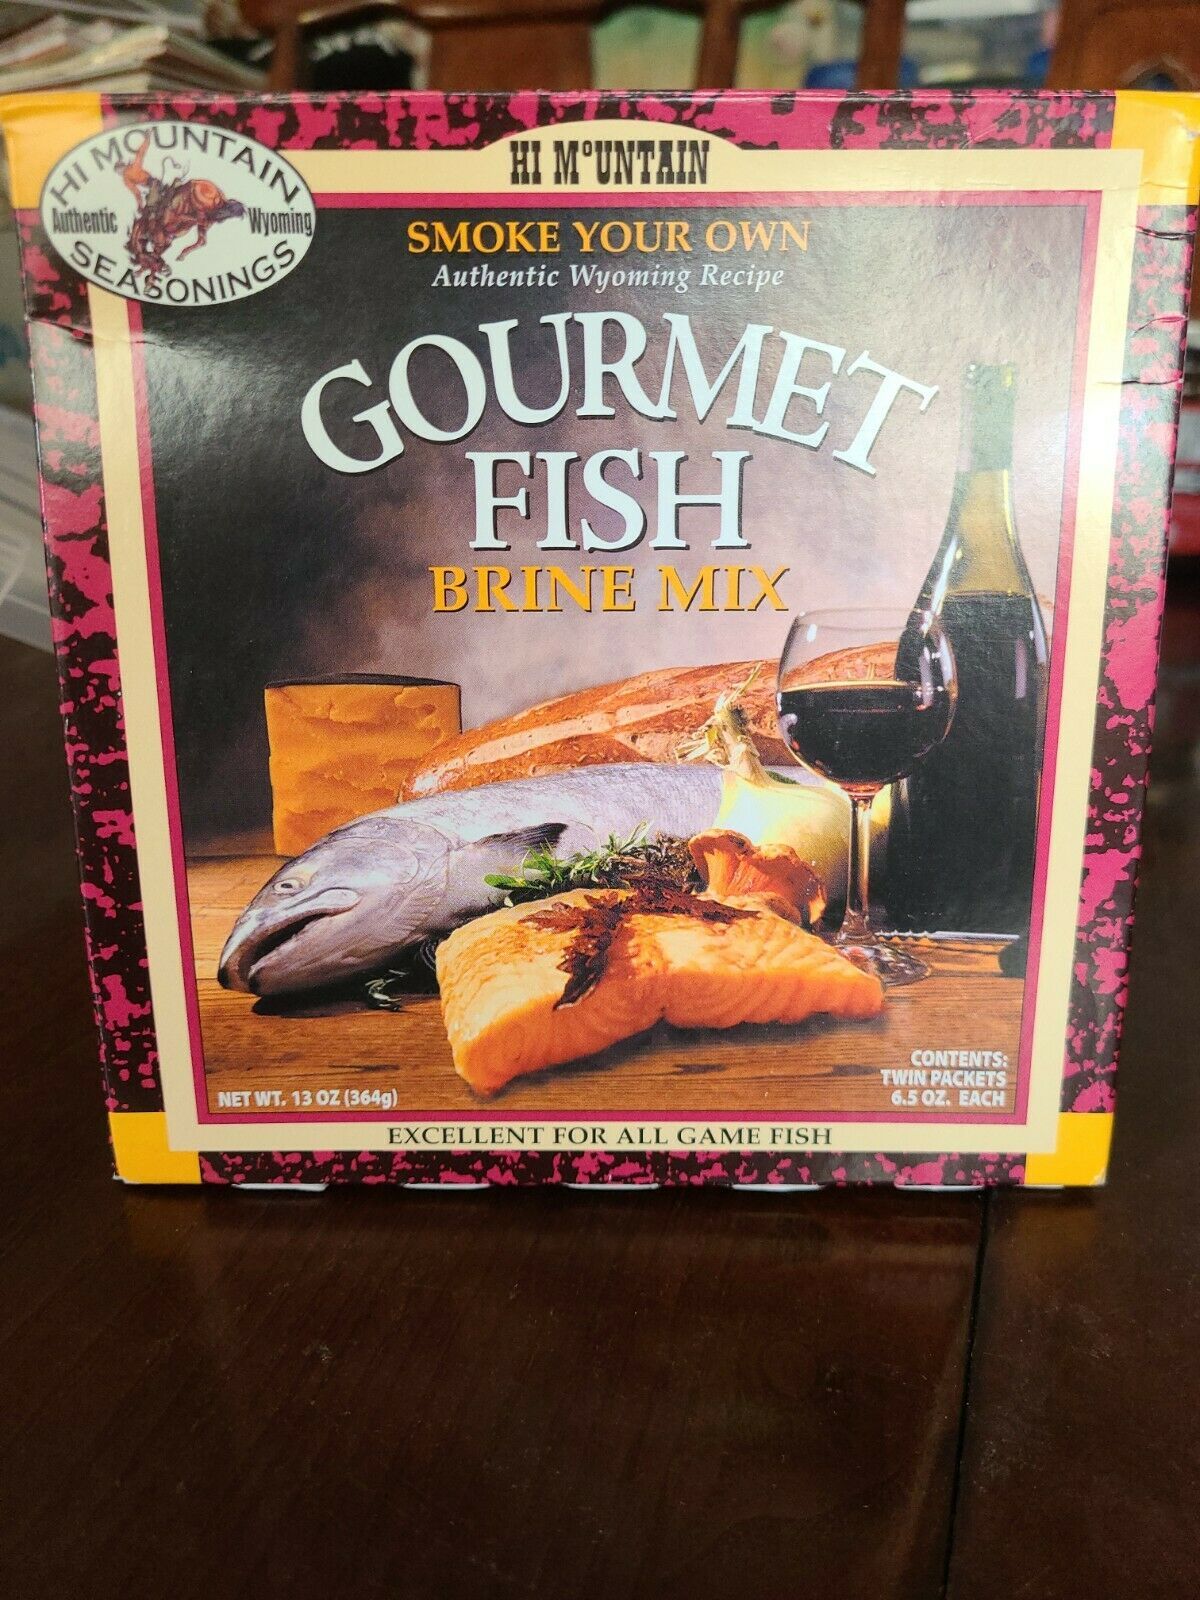 HI MOUNTAIN
Authentic Wyoming
SEASONINGS
HI MOUNTAIN
SMOKE YOUR OWN
Authentic Wyoming Recipe
GOURMET
FISH
BRINE MIX
NET WT. 13 OZ (364g)
CONTENTS:
TWIN PACKETS
6.5 OZ. EACH
EXCELLENT FOR ALL GAME FISH